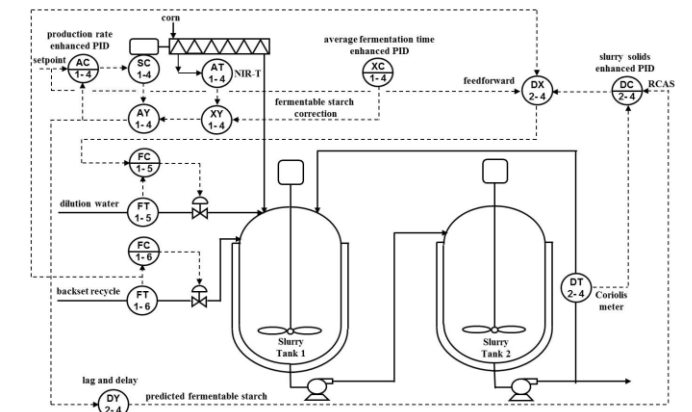 corn
production rate
enhanced PID
setpoint
AC
1- 4
SC
1-4
AT
1- 4
NIR-T
average fermentation time
enhanced PID
XC
1- 4
feedforward
DX
2- 4
slurry solids
enhanced PID
DC
2- 4
RCAS
AY
1- 4
XY
1- 4
fermentable starch
correction
FC
1- 5
dilution water
FT
1- 5
FC
1- 6
backset recycle
FT
1- 6
DT
2- 4
Coriolis
meter
Slurry
Tank 1
Slurry
Tank 2
lag and delay
DY
2- 4
predicted fermentable starch